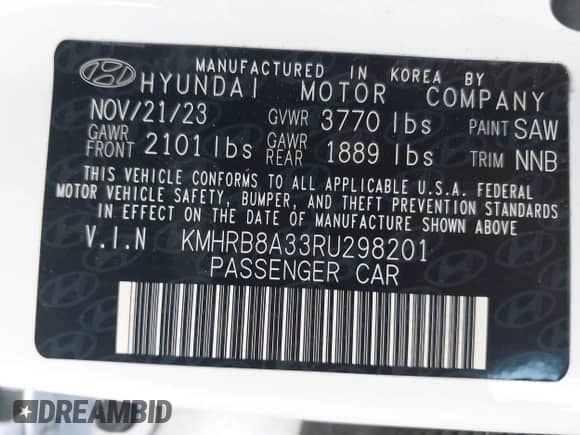 MANUFACTURED IN KOREA BY
HYUNDAI MOTOR COMPANY
NOV/21/23 GVWR 3770 lbs PAINT SAW
GAWR FRONT 2101 lbs GAWR REAR 1889 lbs TRIM NNB
THIS VEHICLE CONFORMS TO ALL APPLICABLE U.S.A. FEDERAL
MOTOR VEHICLE SAFETY, BUMPER, AND THEFT PREVENTION STANDARDS
IN EFFECT ON THE DATE OF MANUFACTURE SHOWN ABOVE
V.I.N KMHRB8A33RU298201
PASSENGER CAR
DREAMBID